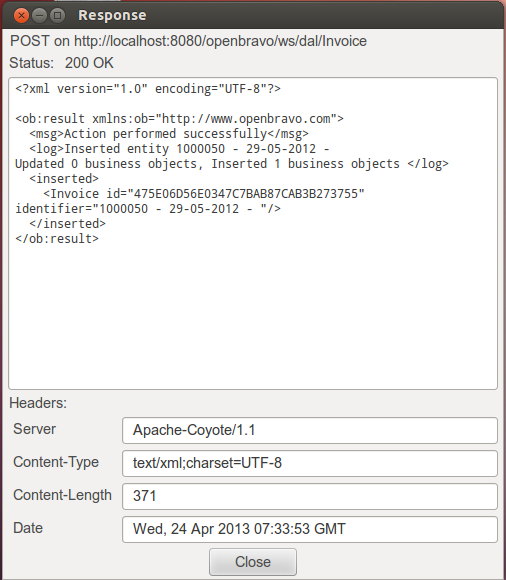 Response
POST on http://localhost:8080/openbravo/ws/dal/Invoice
Status: 200 OK
<?xml version="1.0" encoding="UTF-8"?>
<ob:result xmlns:ob="http://www.openbravo.com">
<msg>Action performed successfully</msg>
<log>Inserted entity 1000050 - 29-05-2012 -
Updated 0 business objects, Inserted 1 business objects </log>
<inserted>
<Invoice id="475E06D56E0347C7BAB87CAB3B273755"
identifier="1000050 - 29-05-2012 - "/>
</inserted>
</ob:result>
Headers:
Server Apache-Coyote/1.1
Content-Type text/xml;charset=UTF-8
Content-Length 371
Date Wed, 24 Apr 2013 07:33:53 GMT
Close